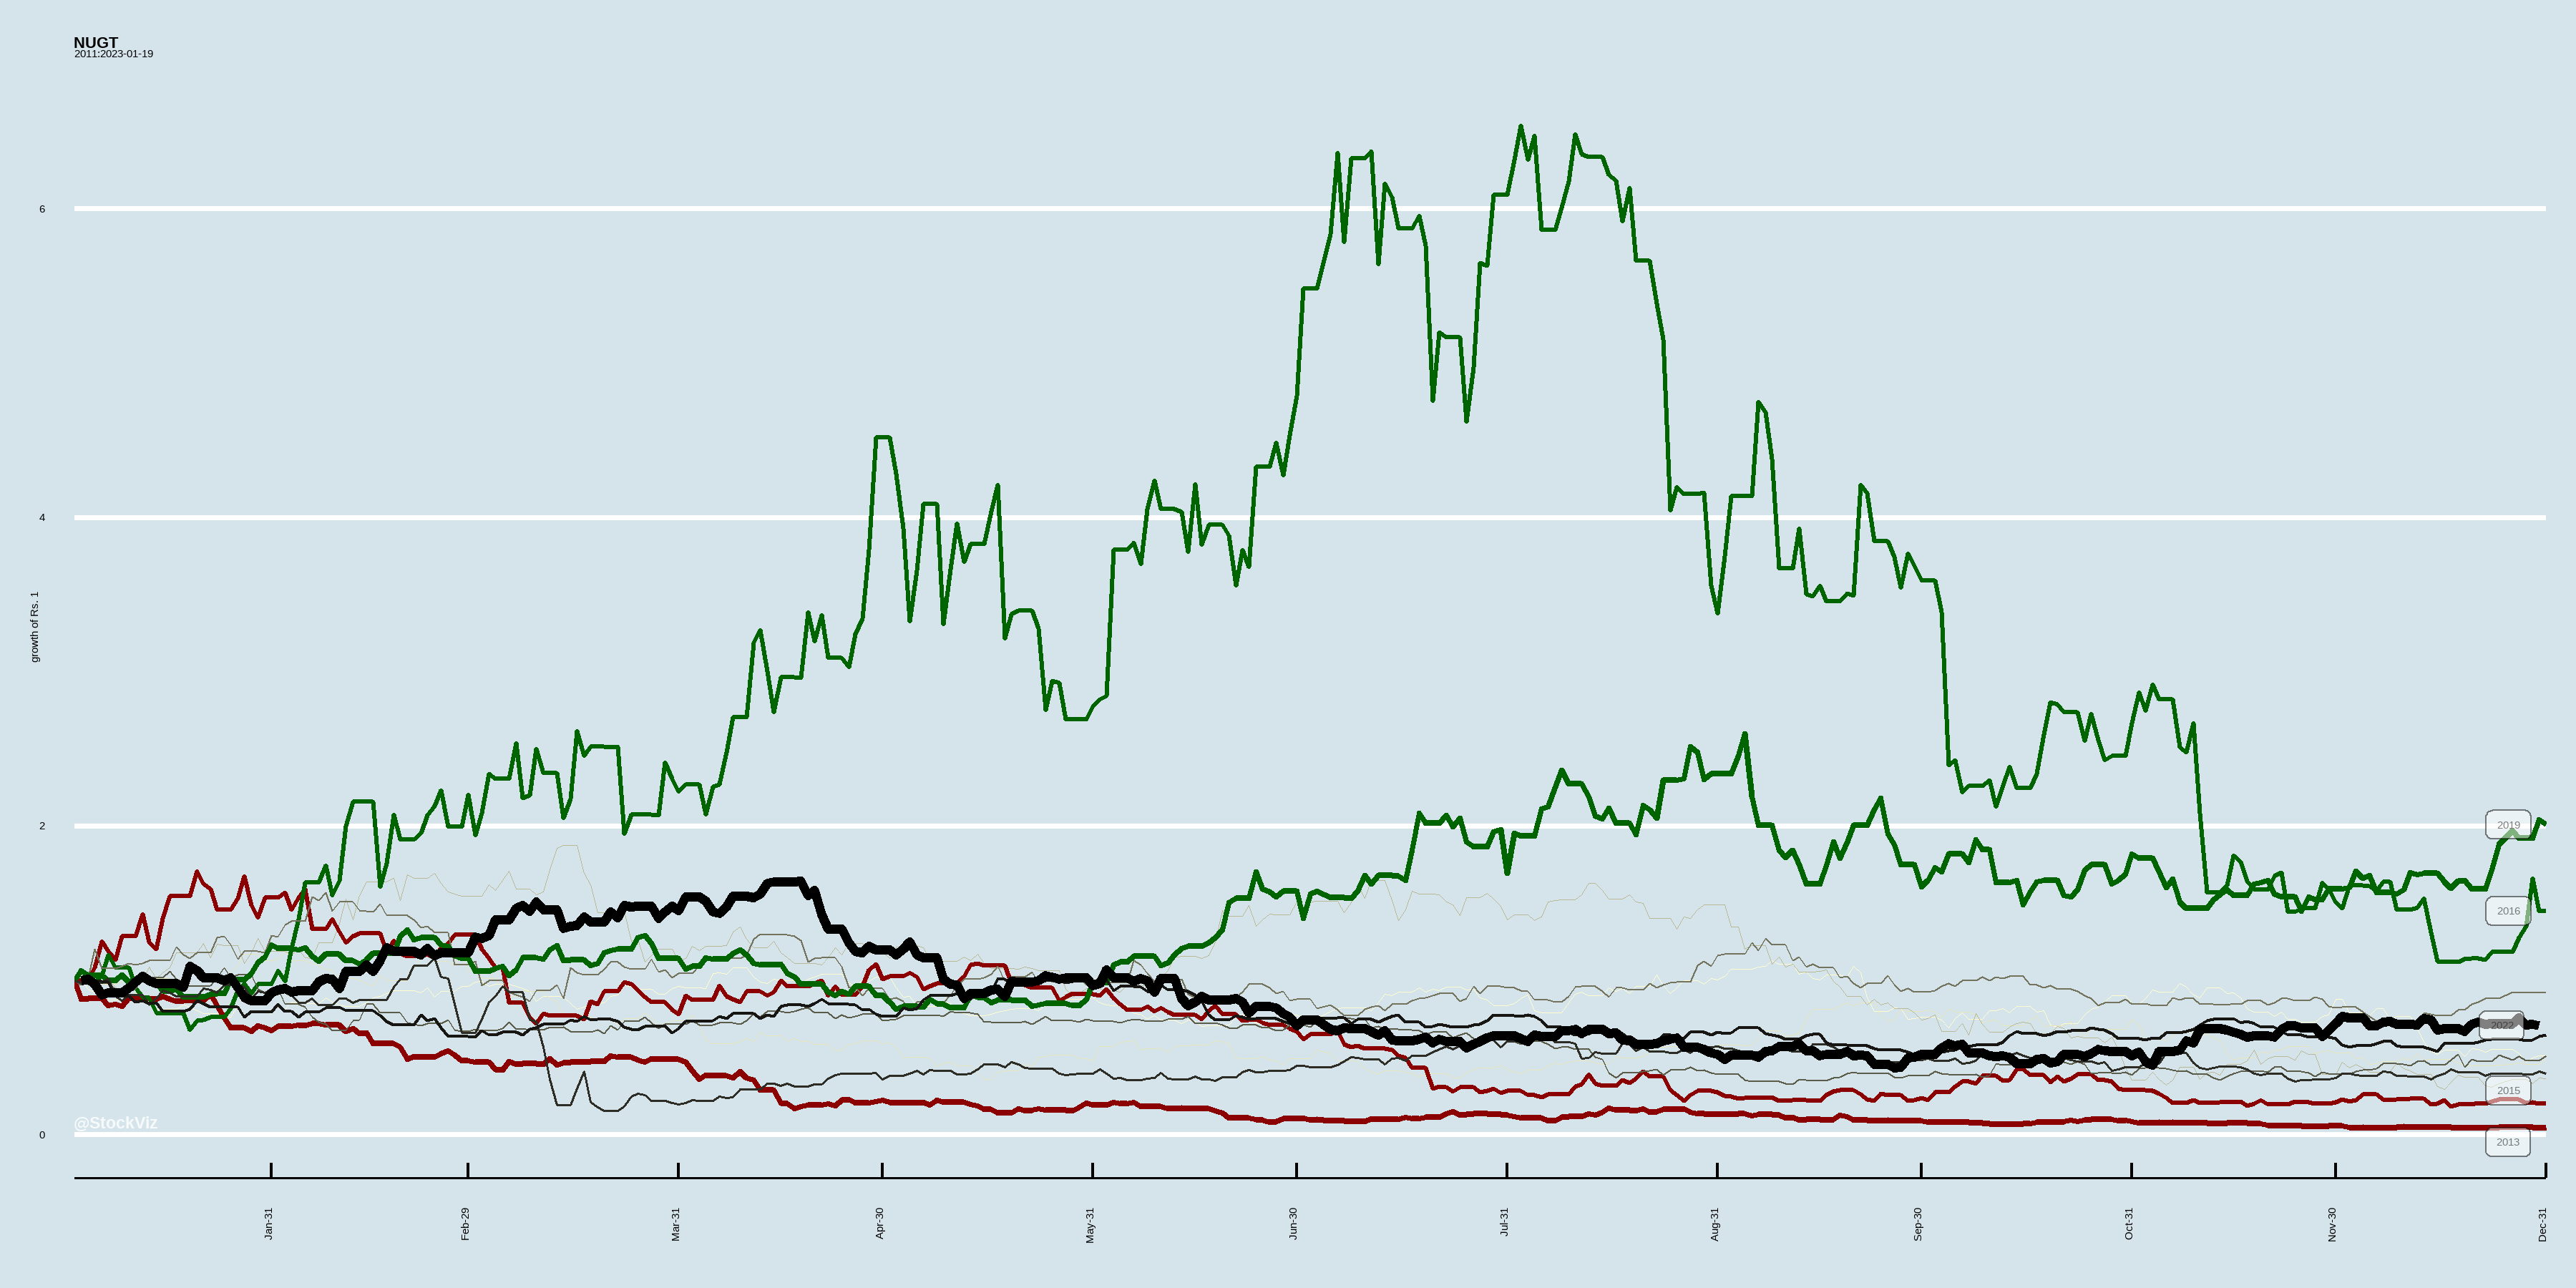 NUGT
2011:2023-01-19
6
4
2
0
growth of Rs. 1
2019
2016
2022
2015
2013
@StockViz
Jan-31
Feb-29
Mar-31
Apr-30
May-31
Jun-30
Jul-31
Aug-31
Sep-30
Oct-31
Nov-30
Dec-31